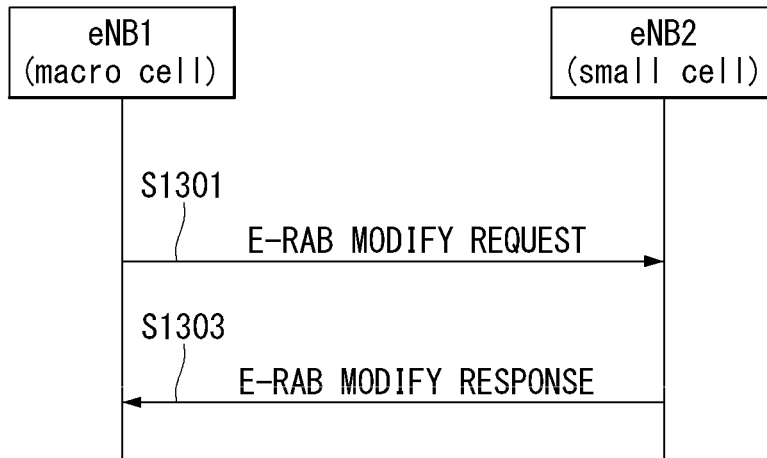 eNB1
(macro cell)
eNB2
(small cell)
S1301
E-RAB MODIFY REQUEST
S1303
E-RAB MODIFY RESPONSE